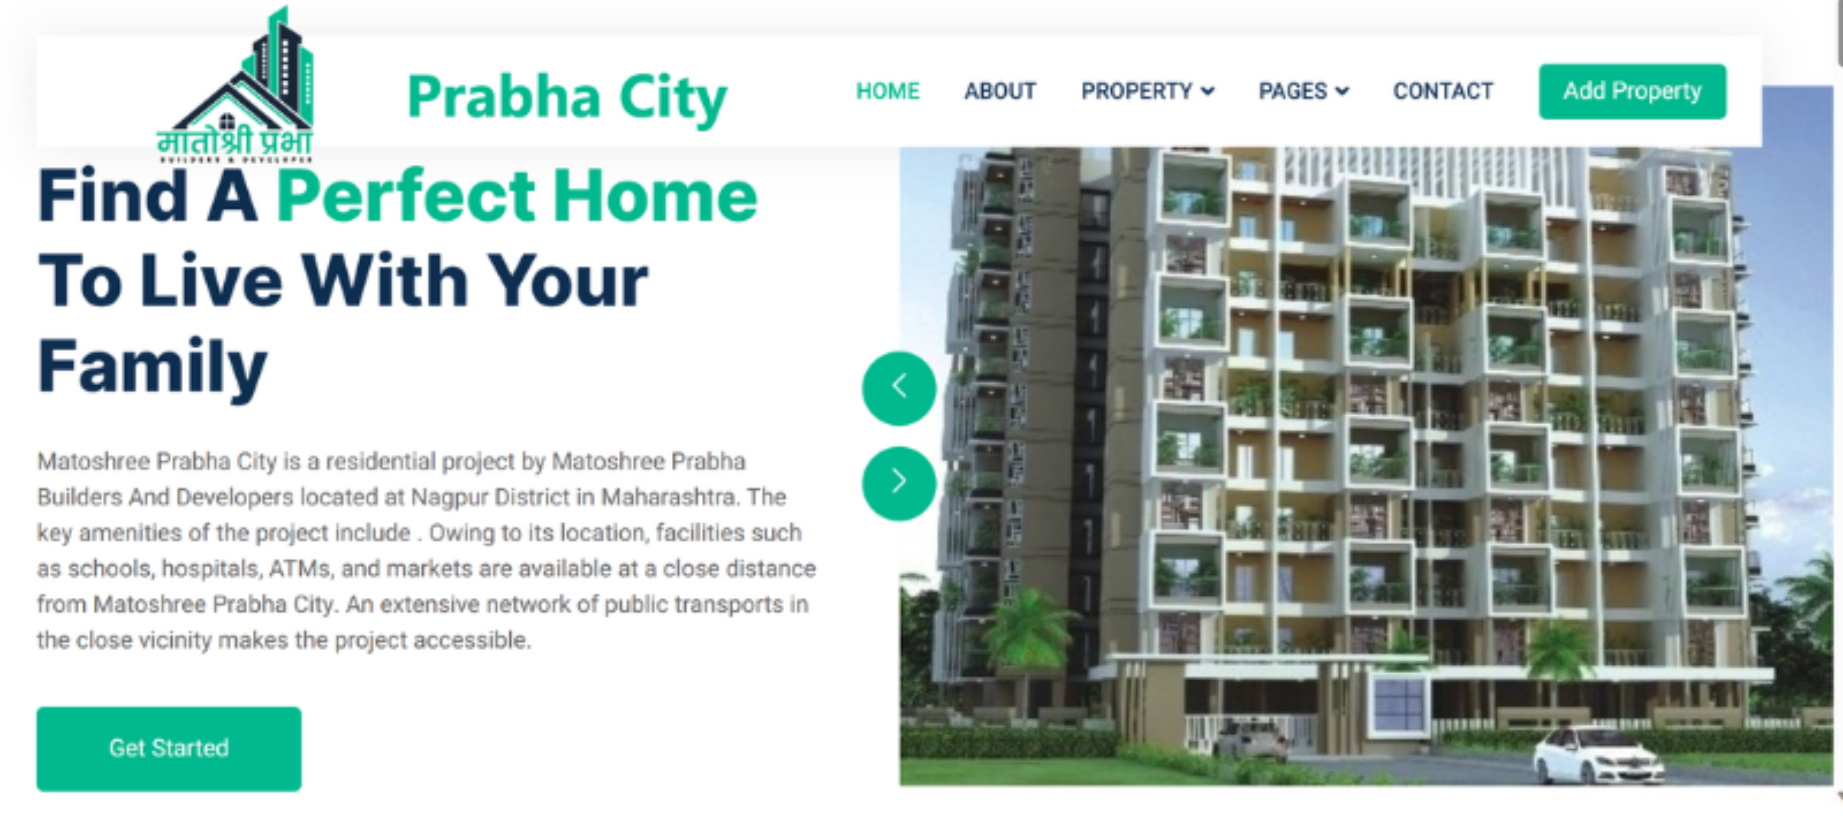 मातोश्री प्रभा
BUILDERS & DEVELOPER
Prabha City
HOME ABOUT PROPERTY PAGES CONTACT Add Property
Find A Perfect Home
To Live With Your
Family
Matoshree Prabha City is a residential project by Matoshree Prabha
Builders And Developers located at Nagpur District in Maharashtra. The
key amenities of the project include . Owing to its location, facilities such
as schools, hospitals, ATMs, and markets are available at a close distance
from Matoshree Prabha City. An extensive network of public transports in
the close vicinity makes the project accessible.
Get Started